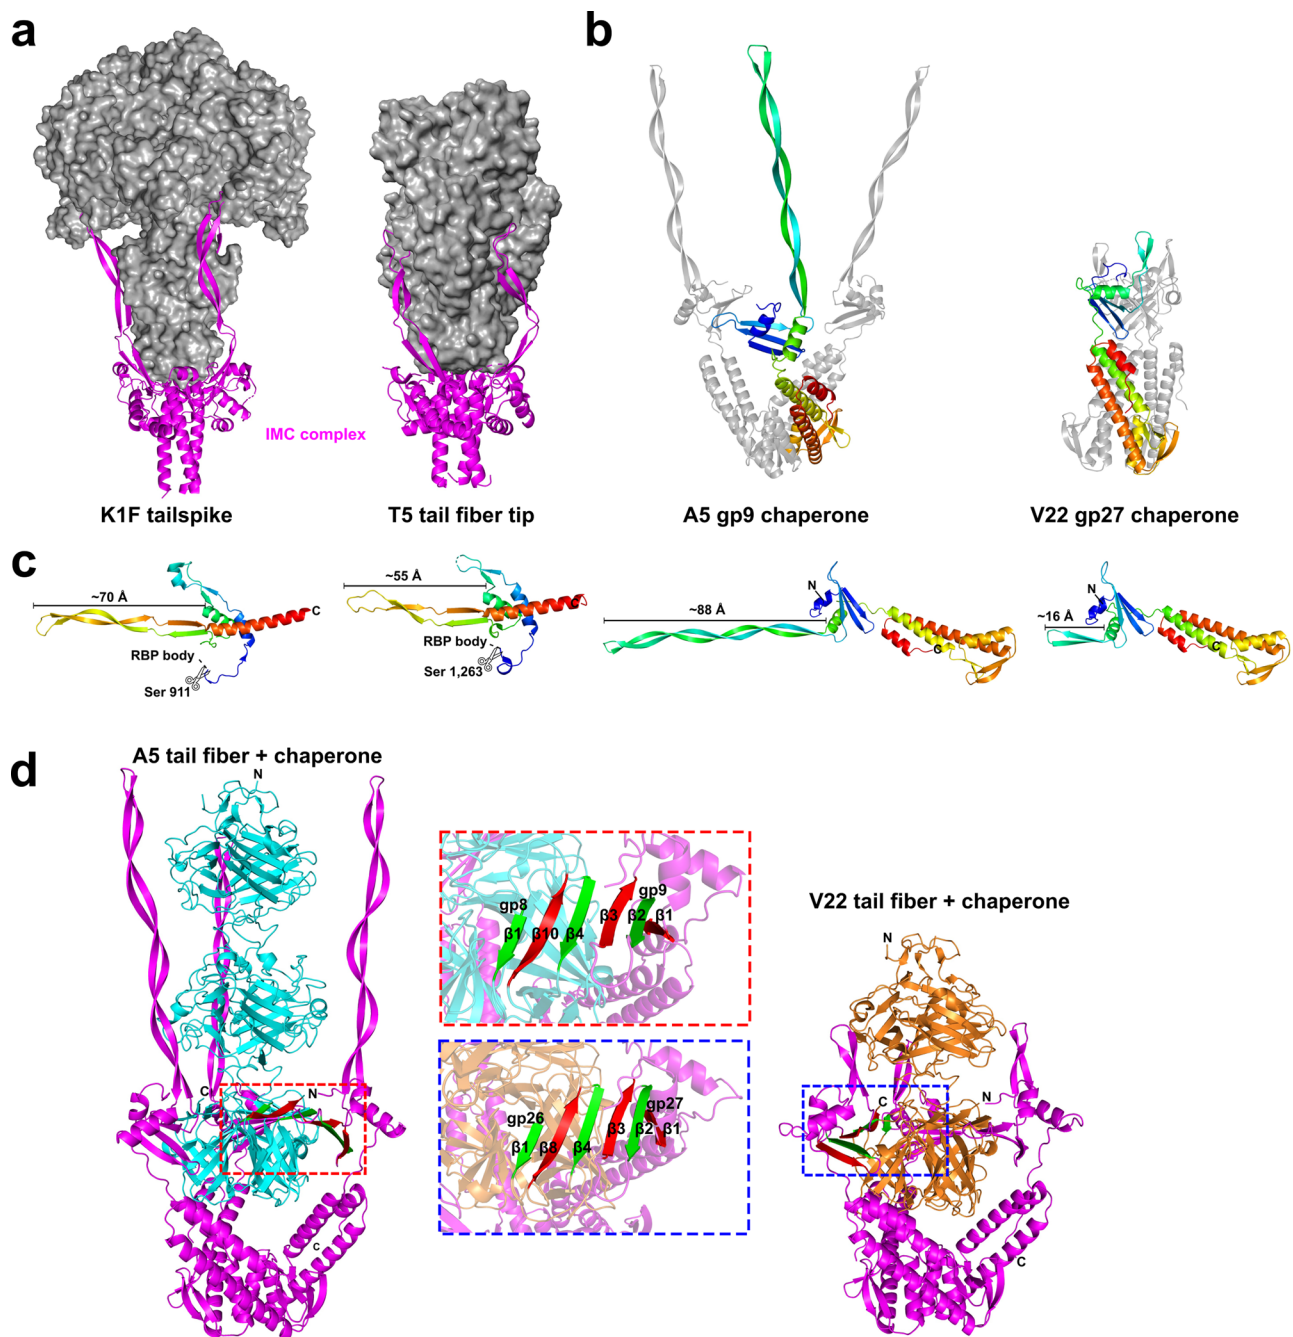 a
b
IMC complex
K1F tailspike
T5 tail fiber tip
A5 gp9 chaperone
V22 gp27 chaperone
c
~70 Å
C
RBP body
Ser 911
~55 Å
C
RBP body
Ser 1,263
~88 Å
N
C
~16 Å
N
C
d
A5 tail fiber + chaperone
N
C
N
C
gp8
β1
β10
β4
β3
gp9
β2
β1
gp26
β1
β8
β4
β3
gp27
β2
β1
V22 tail fiber + chaperone
N
C
N
C